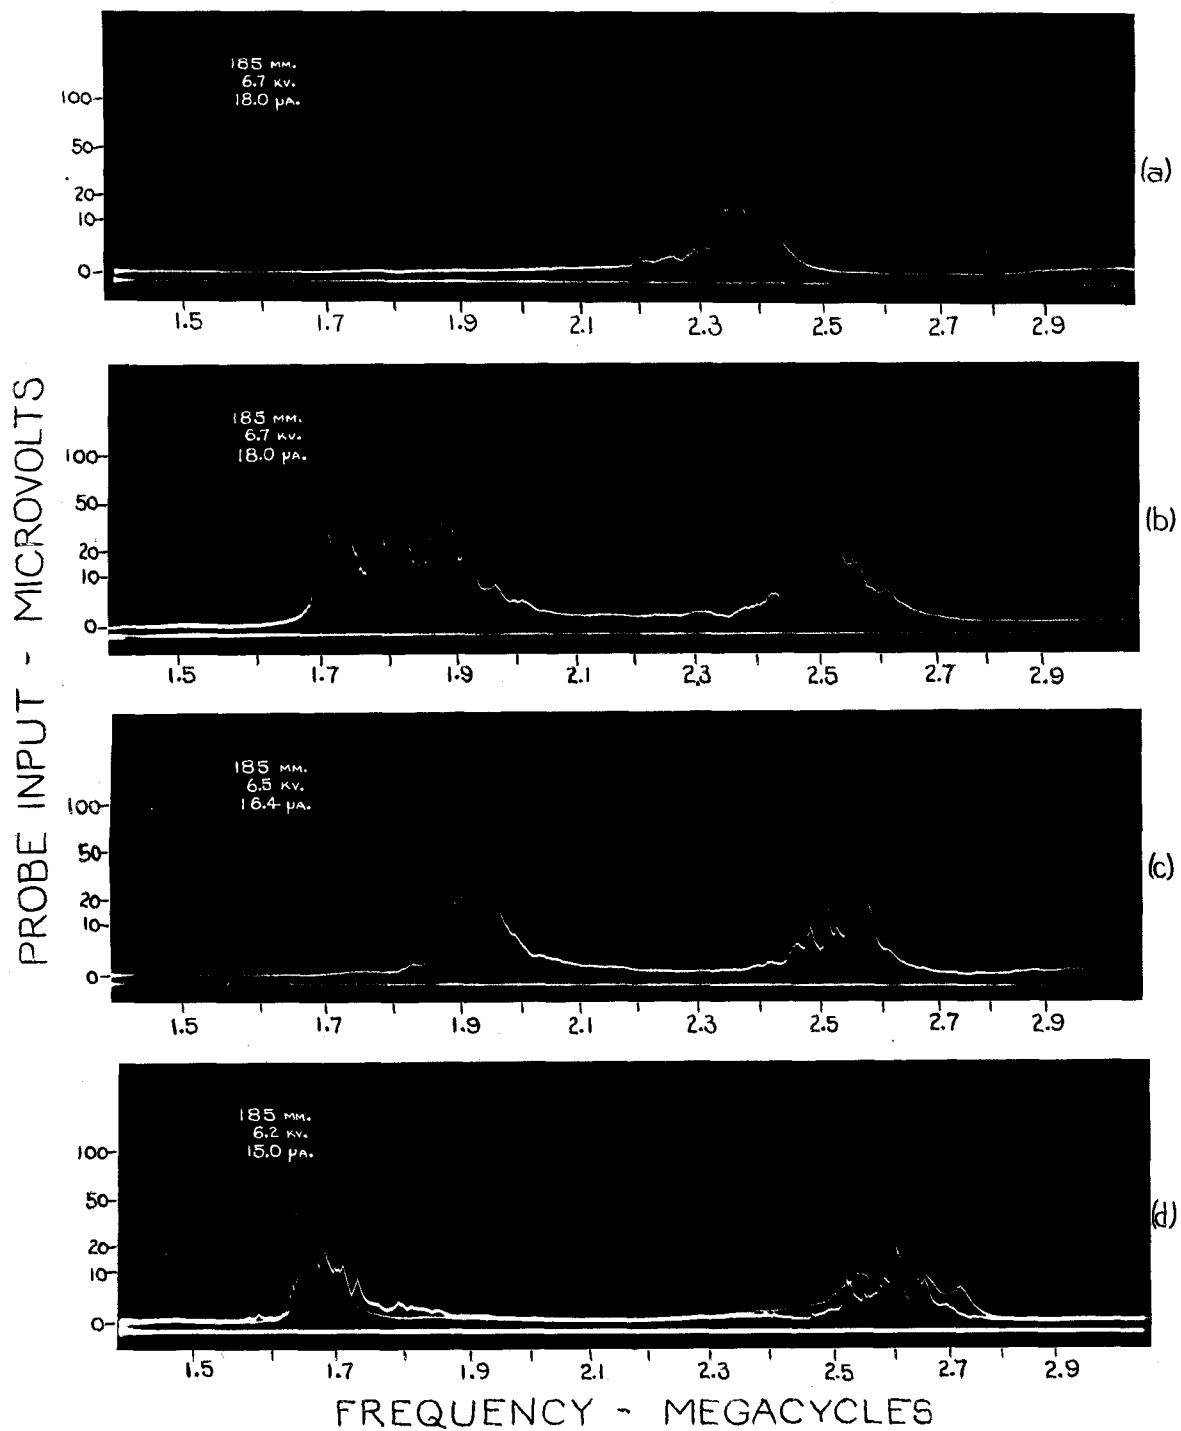 PROBE INPUT - MICROVOLTS
185 MM.
6.7 KV.
18.0 μA.
100
50
20
10
0
(a)
1.5 1.7 1.9 2.1 2.3 2.5 2.7 2.9
185 MM.
6.7 KV.
18.0 μA.
100
50
20
10
0
(b)
1.5 1.7 1.9 2.1 2.3 2.5 2.7 2.9
185 MM.
6.5 KV.
16.4 μA.
100
50
20
10
0
(c)
1.5 1.7 1.9 2.1 2.3 2.5 2.7 2.9
185 MM.
6.2 KV.
15.0 μA.
100
50
20
10
0
(d)
1.5 1.7 1.9 2.1 2.3 2.5 2.7 2.9
FREQUENCY - MEGACYCLES